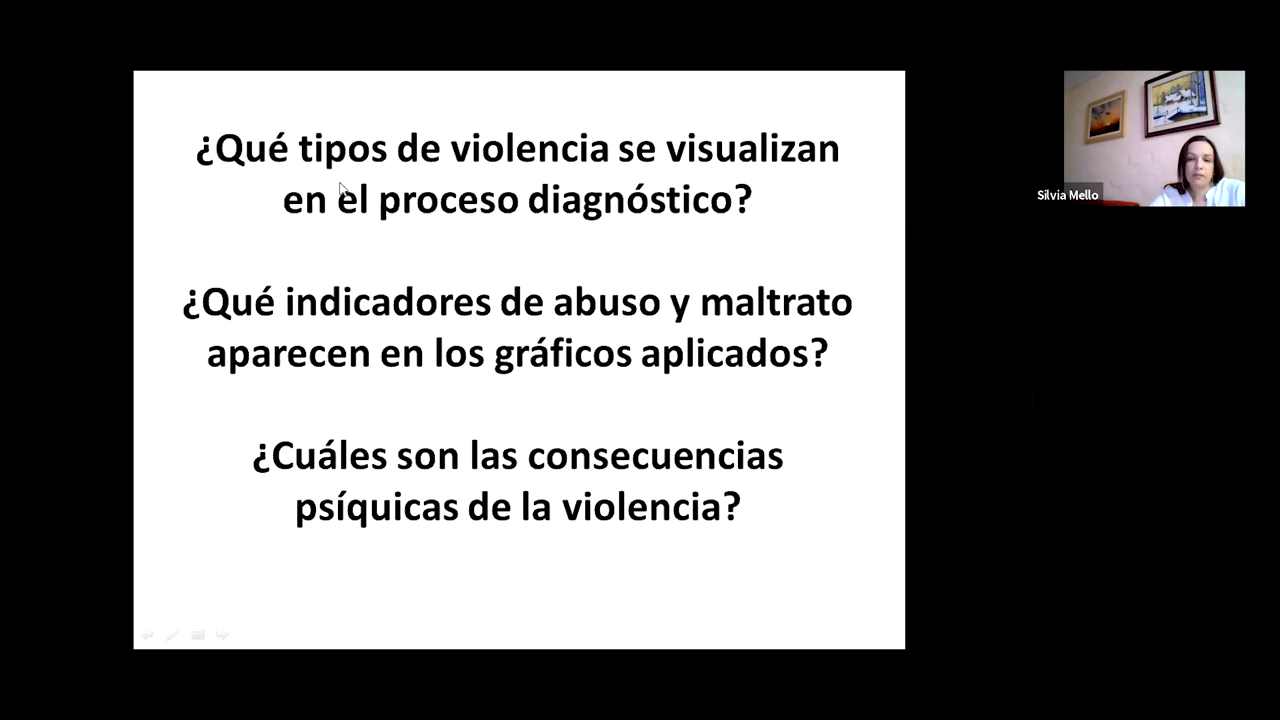 ¿Qué tipos de violencia se visualizan
en el proceso diagnóstico?
¿Qué indicadores de abuso y maltrato
aparecen en los gráficos aplicados?
¿Cuáles son las consecuencias
psíquicas de la violencia?
Silvia Mello